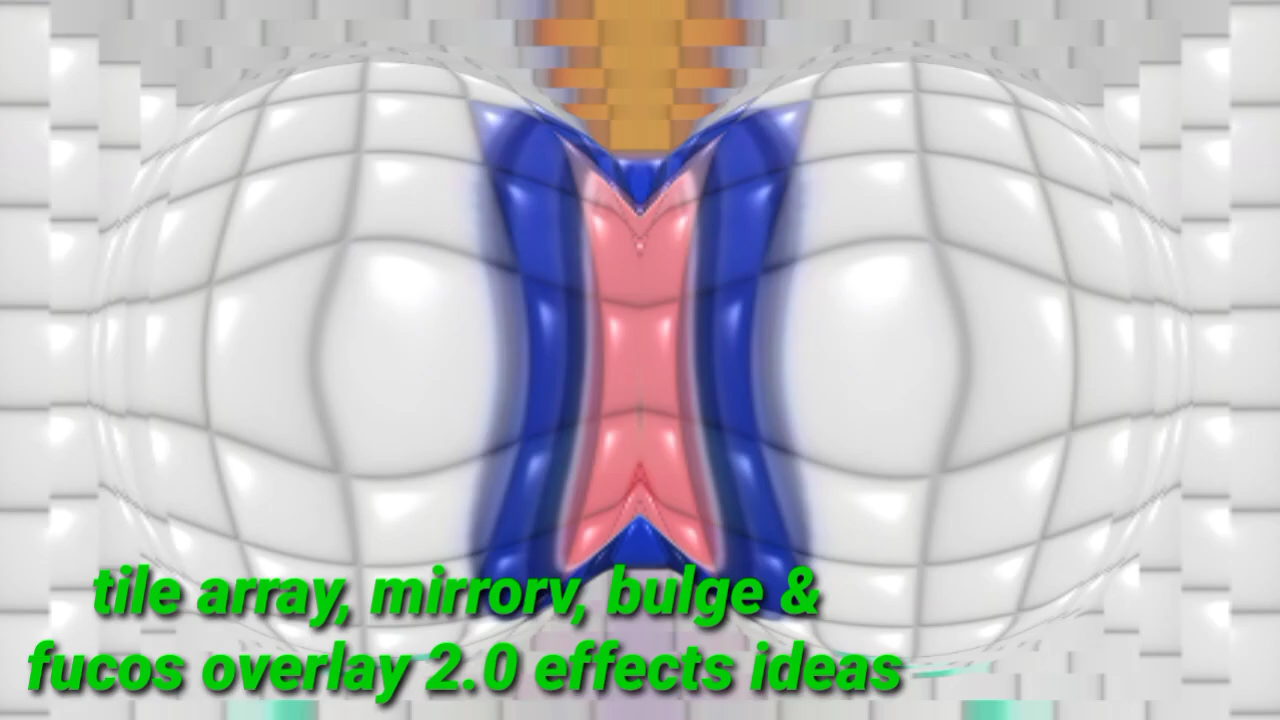 tile array, mirrorv, bulge &
fucos overlay 2.0 effects ideas